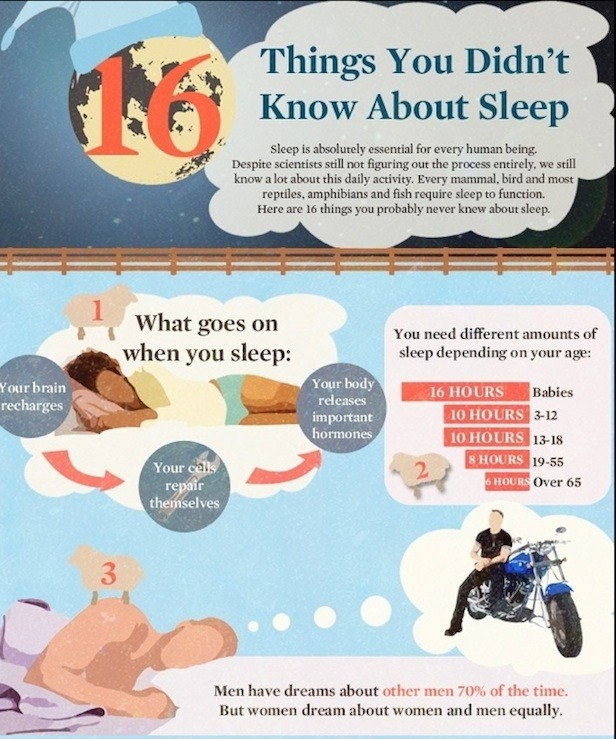 16
Things You Didn't
Know About Sleep
Sleep is absolutely essential for every human being.
Despite scientists still not figuring out the process entirely, we still
know a lot about this daily activity. Every mammal, bird and most
reptiles, amphibians and fish require sleep to function.
Here are 16 things you probably never knew about sleep.
1
What goes on
when you sleep:
Your brain
recharges
Your cells
repair
themselves
Your body
releases
important
hormones
You need different amounts of
sleep depending on your age:
16 HOURS Babies
10 HOURS 3-12
10 HOURS 13-18
8 HOURS 19-55
6 HOURS Over 65
2
3
Men have dreams about other men 70% of the time.
But women dream about women and men equally.